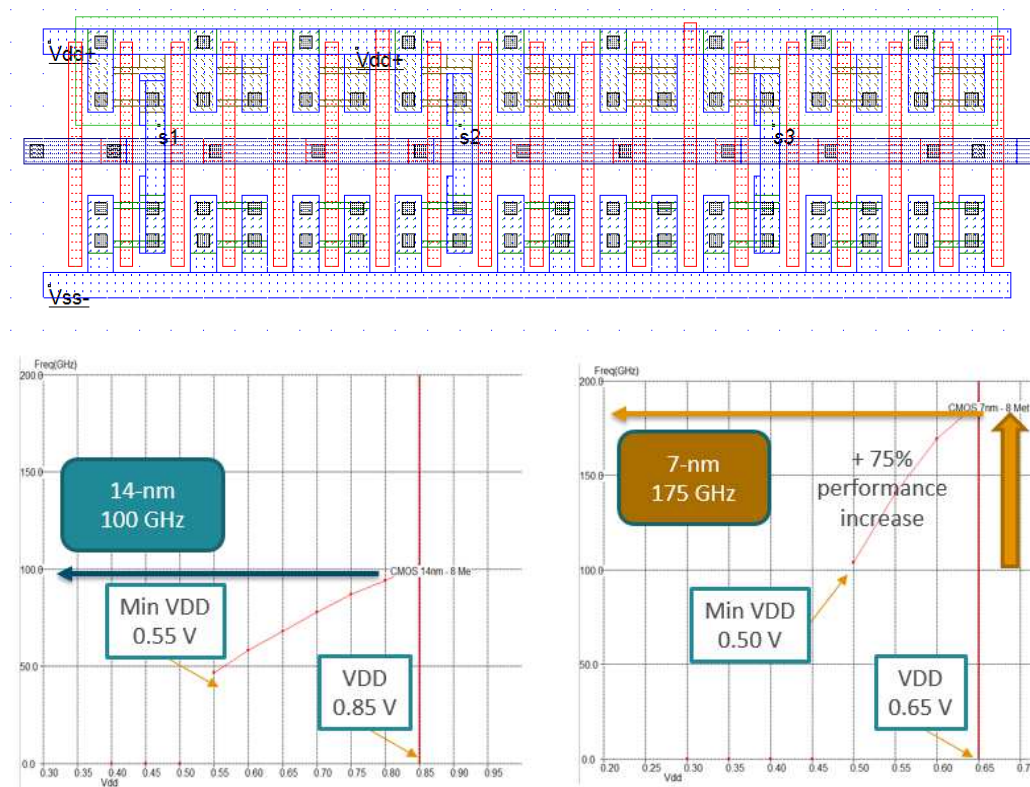 Vdd+
Vdd+
s1
s2
s3
Vss-
Freq(GHz)
200.0
150.0
100.0
50.0
0.0
14-nm
100 GHz
CMOS 14nm - 8 Me
Min VDD
0.55 V
VDD
0.85 V
0.30 0.40 0.45 0.50 0.55 0.60 0.65 0.70 0.75 0.80 0.85 0.90 0.95
Vdd
Freq(GHz)
200.0
150.0
100.0
50.0
0.0
CMOS 7nm - 8 Met
7-nm
175 GHz
+ 75%
performance
increase
Min VDD
0.50 V
VDD
0.65 V
0.20 0.25 0.30 0.35 0.40 0.45 0.50 0.55 0.60 0.65 0.7
Vdd